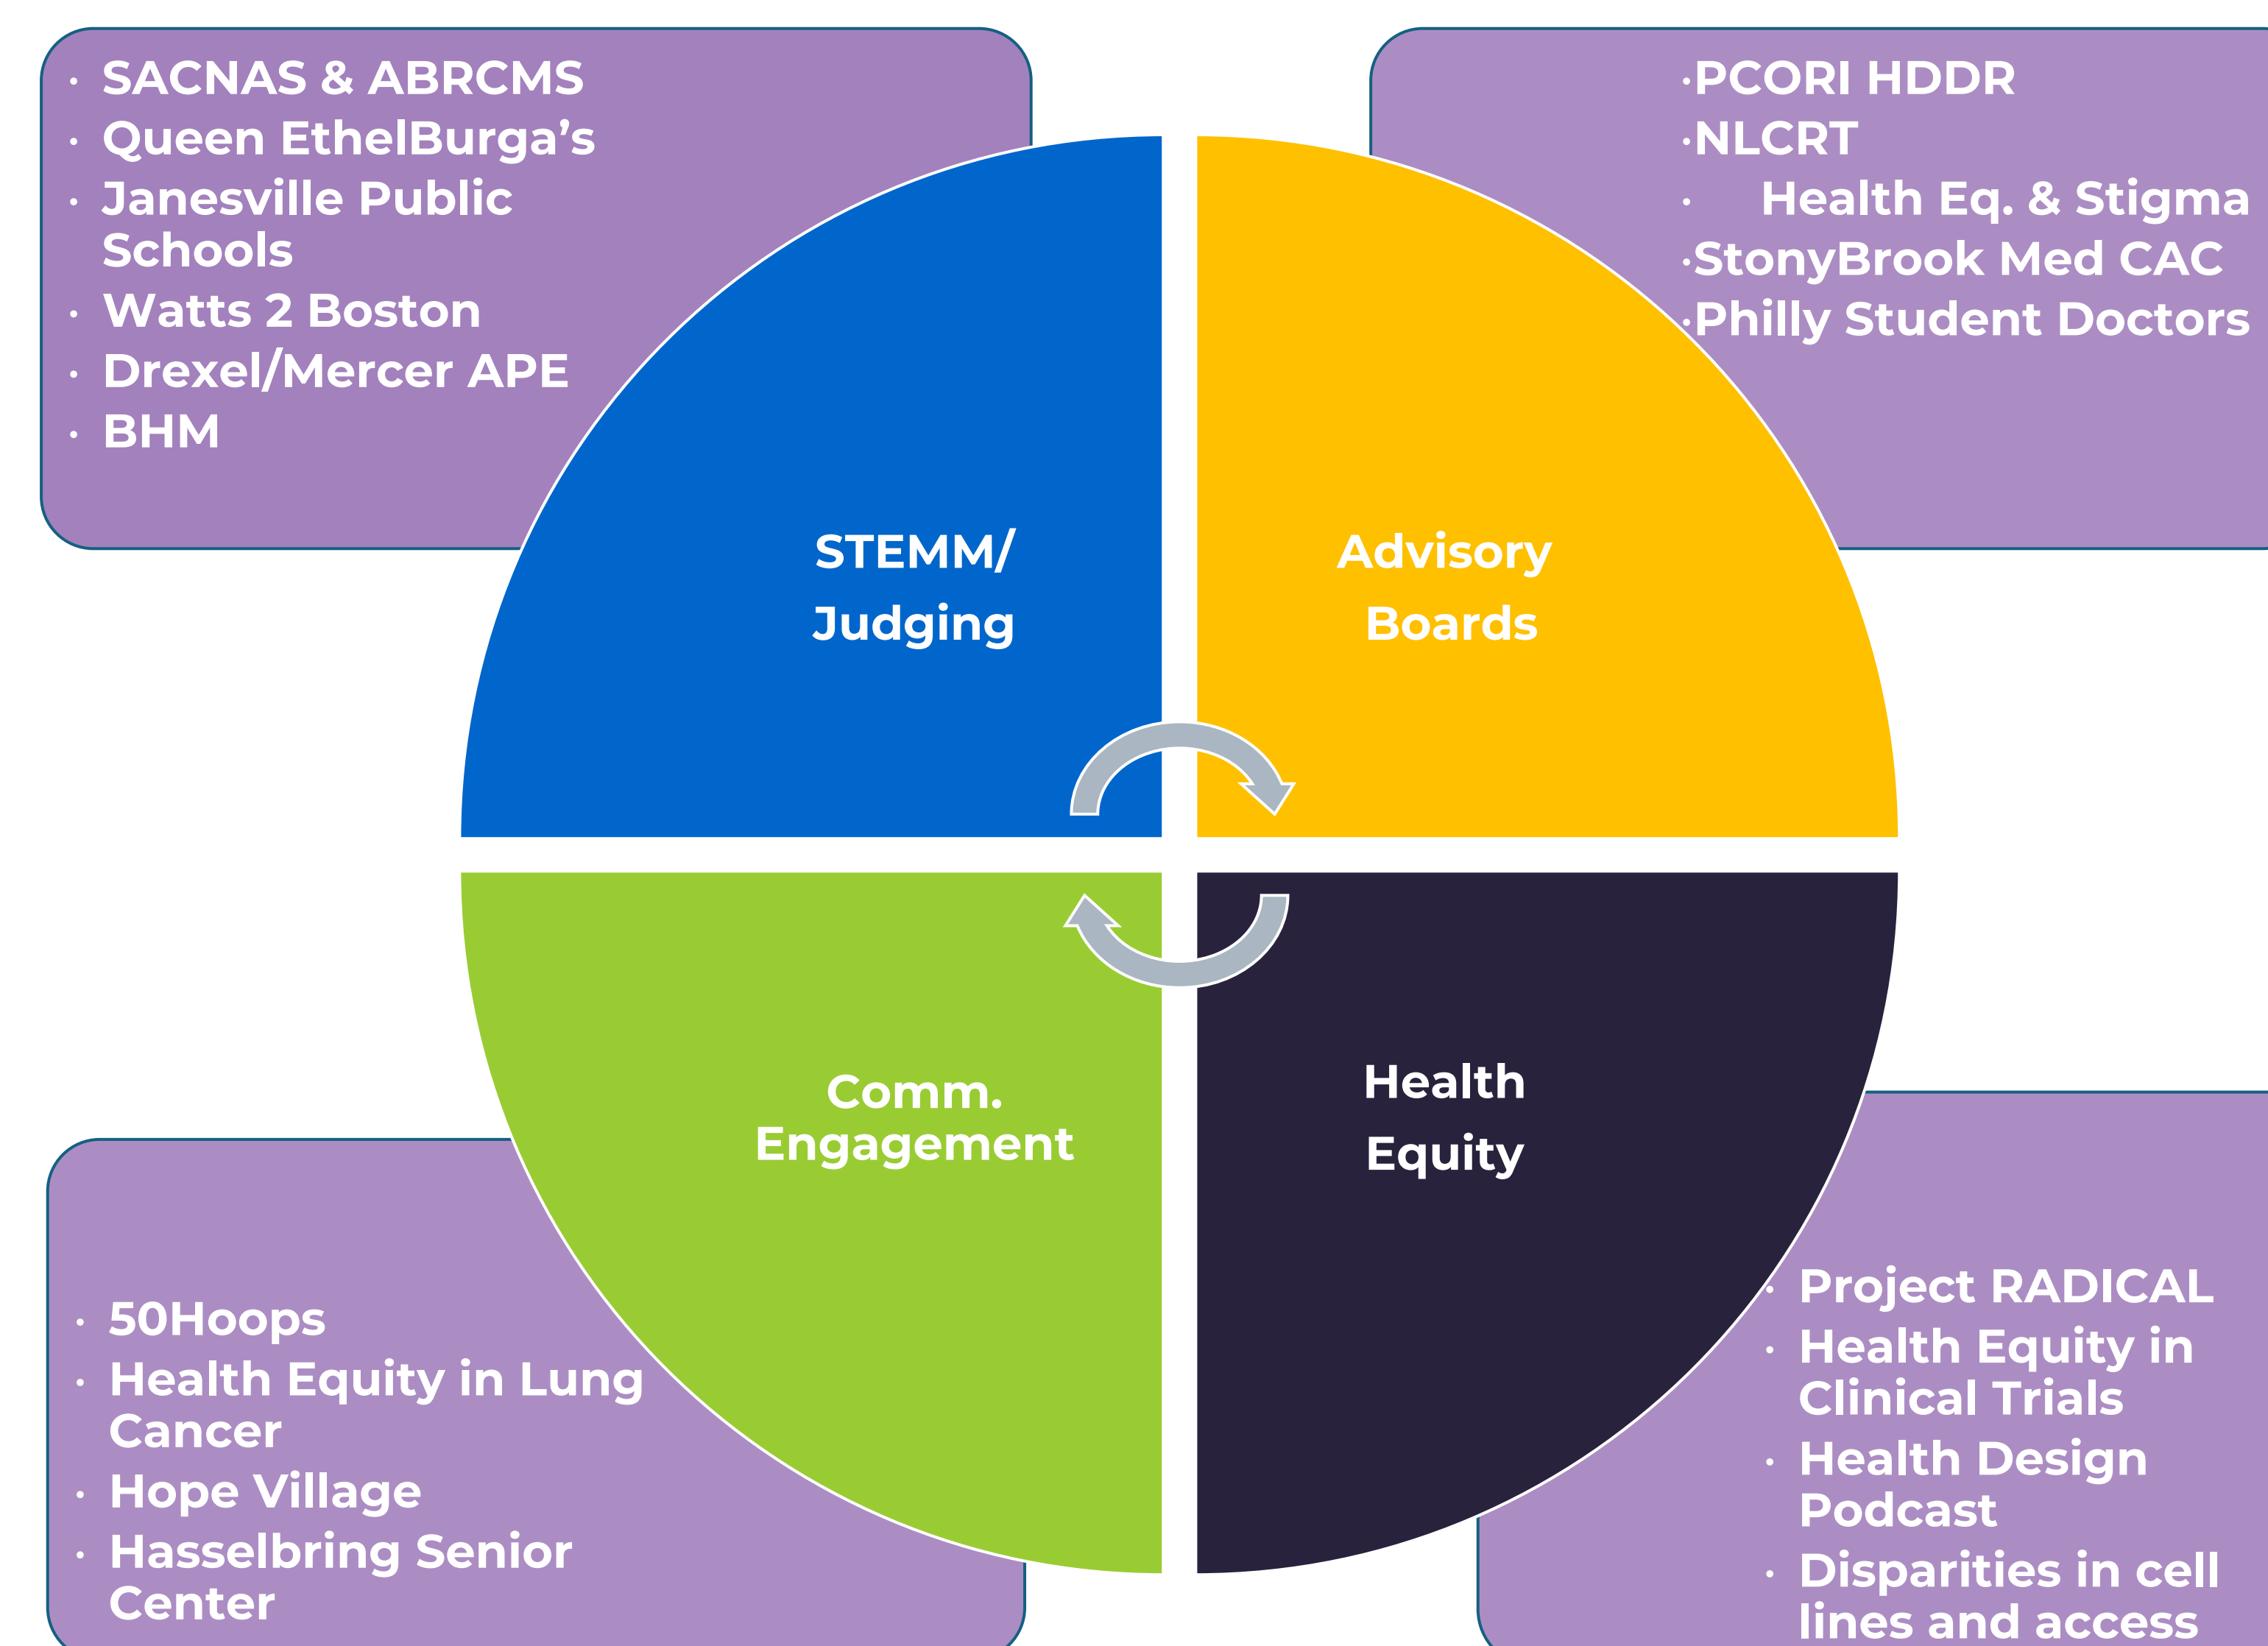 • SACNAS & ABRCMS
• Queen EthelBurga's
• Janesville Public
Schools
• Watts 2 Boston
• Drexel/Mercer APE
• BHM
•PCORI HDDR
•NLCRT
• Health Eq. & Stigma
•StonyBrook Med CAC
•Philly Student Doctors
STEMM/
Judging
Advisory
Boards
Comm.
Engagement
Health
Equity
• 50Hoops
• Health Equity in Lung
Cancer
• Hope Village
• Hasselbring Senior
Center
• Project RADICAL
• Health Equity in
Clinical Trials
• Health Design
Podcast
• Disparities in cell
lines and access